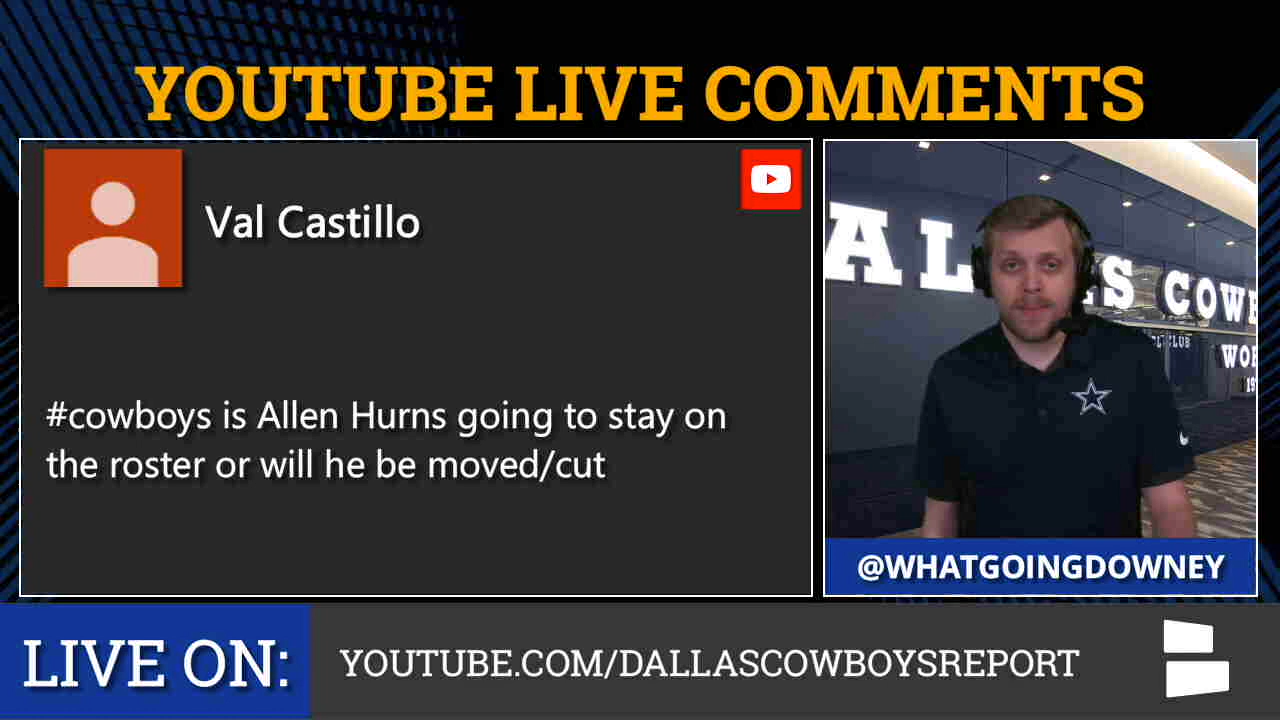 YOUTUBE LIVE COMMENTS
Val Castillo
#cowboys is Allen Hurns going to stay on
the roster or will he be moved/cut
@WHATGOINGDOWNEY
LIVE ON:
YOUTUBE.COM/DALLASCOWBOYSREPORT